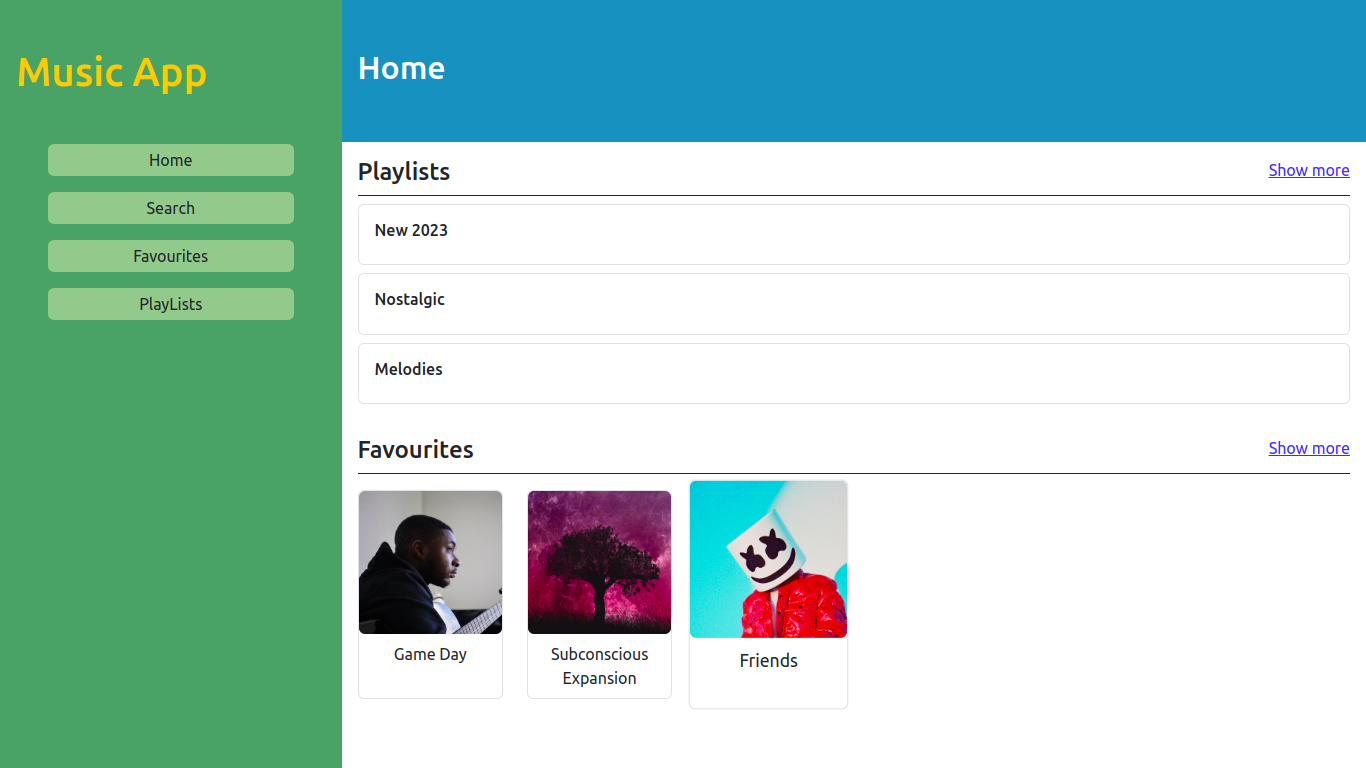 Music App
Home
Search
Favourites
PlayLists
Home
Playlists
Show more
New 2023
Nostalgic
Melodies
Favourites
Show more
Game Day
Subconscious
Expansion
Friends